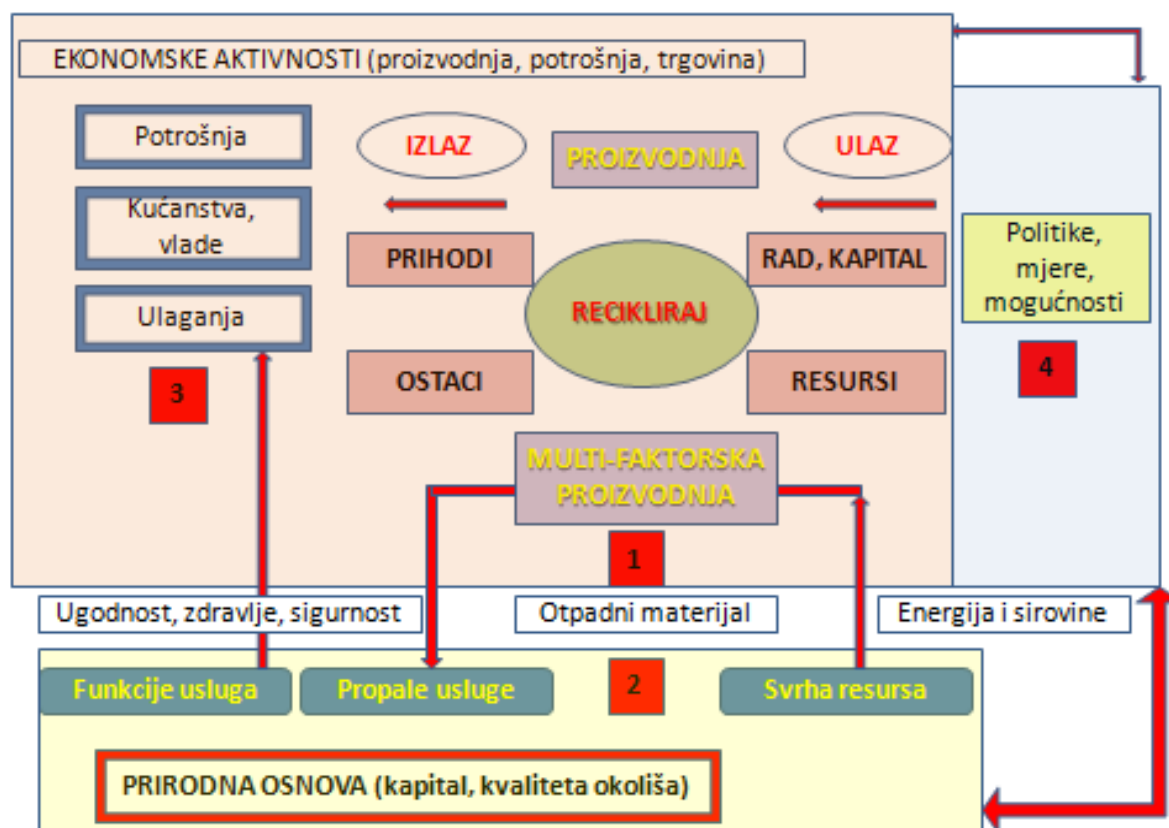 EKONOMSKE AKTIVNOSTI (proizvodnja, potrošnja, trgovina)
Potrošnja
IZLAZ
PROIZVODNJA
ULAZ
Kućanstva,
vlade
PRIHODI
RAD, KAPITAL
Politike,
mjere,
mogućnosti
Ulaganja
RECIKLIRAJ
3
OSTACI
RESURSI
4
MULTI-FAKTORSKA
PROIZVODNJA
1
Ugodnost, zdravlje, sigurnost
Otpadni materijal
Energija i sirovine
Funkcije usluga
Propale usluge
2
Svrha resursa
PRIRODNA OSNOVA (kapital, kvaliteta okoliša)